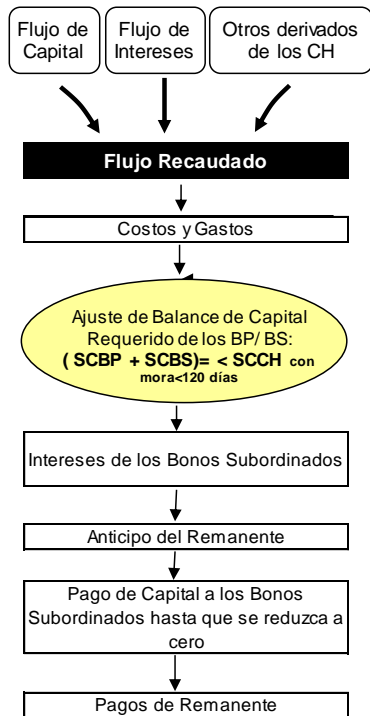 Flujo de
Capital
Flujo de
Intereses
Otros derivados
de los CH
Flujo Recaudado
Costos y Gastos
Ajuste de Balance de Capital
Requerido de los BP/ BS:
( SCBP + SCBS)= < SCCH con
mora<120 días
Intereses de los Bonos Subordinados
Anticipo del Remanente
Pago de Capital a los Bonos
Subordinados hasta que se reduzca a
cero
Pagos de Remanente